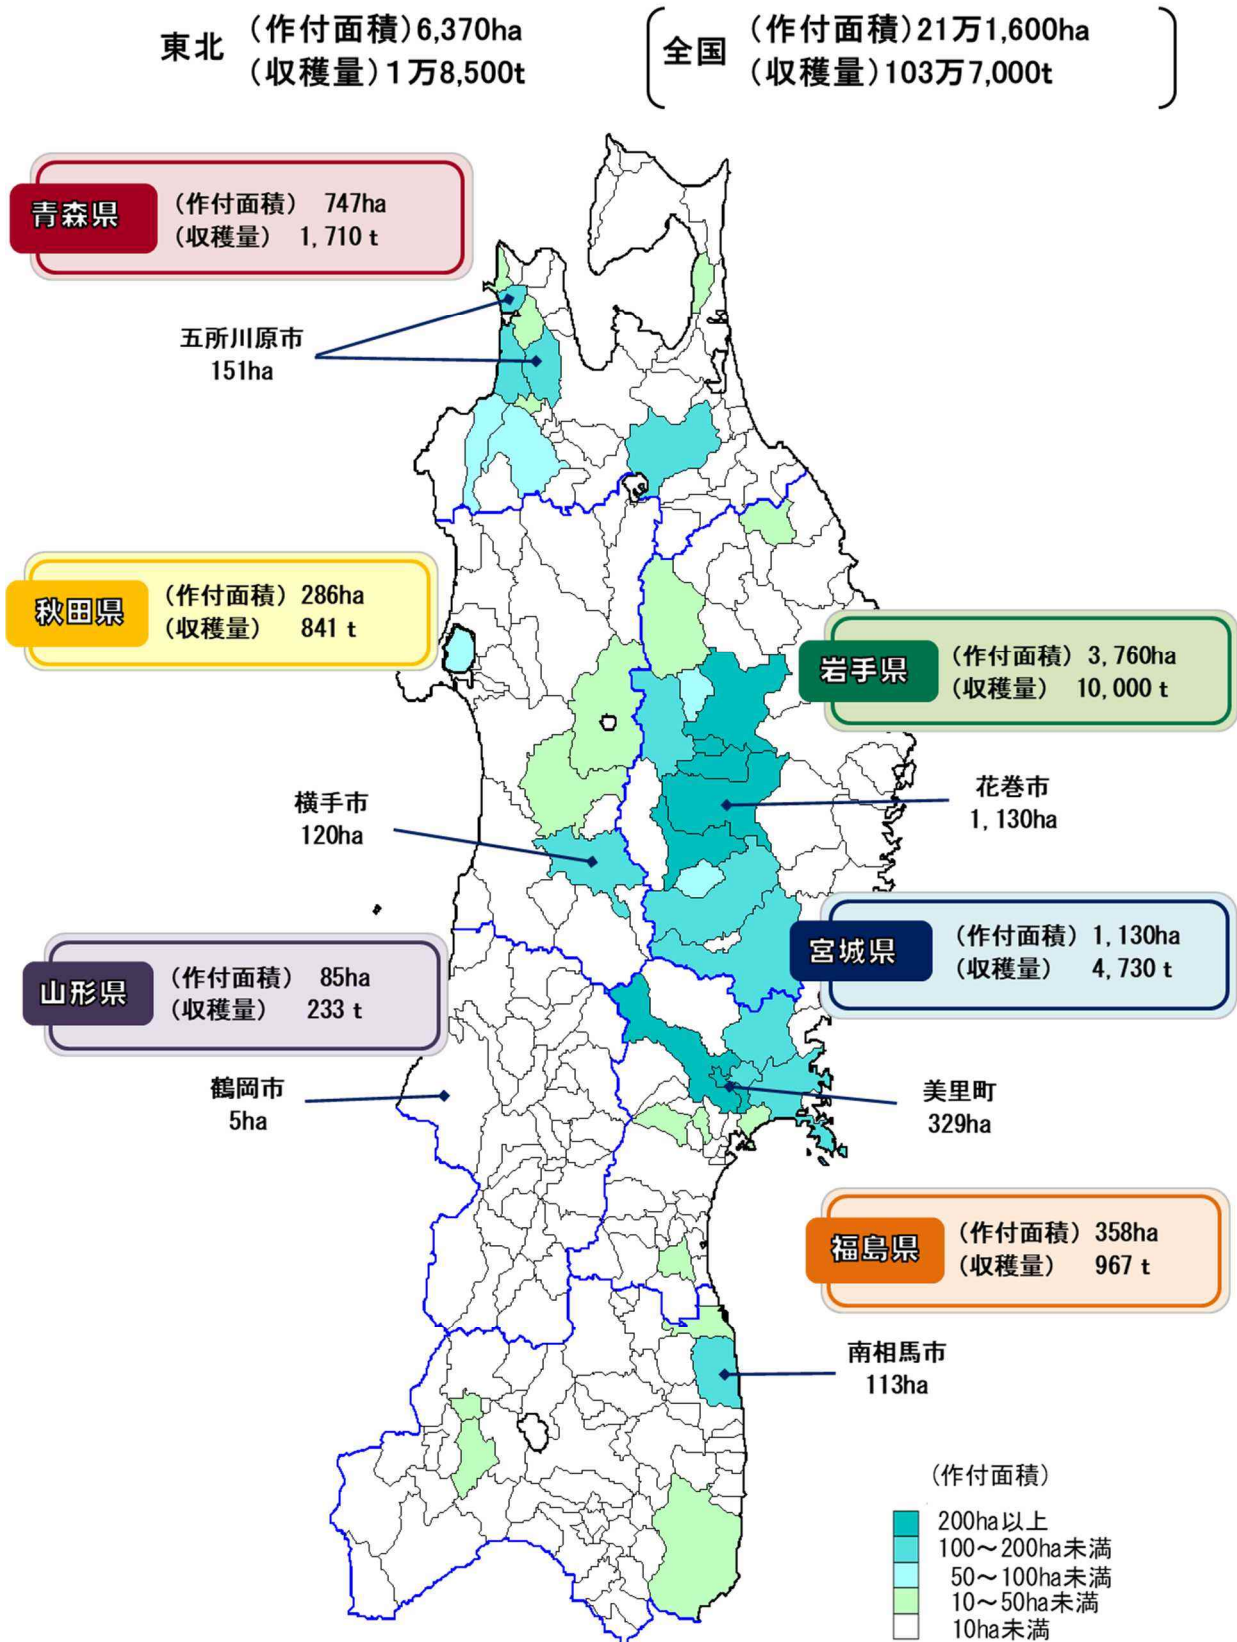 東北
(作付面積)6,370ha
(収穫量)1万8,500t
全国
(作付面積)21万1,600ha
(収穫量)103万7,000t
青森県
(作付面積) 747ha
(収穫量) 1,710 t
五所川原市
151ha
秋田県
(作付面積) 286ha
(収穫量) 841 t
岩手県
(作付面積) 3,760ha
(収穫量) 10,000 t
横手市
120ha
花巻市
1,130ha
宮城県
(作付面積) 1,130ha
(収穫量) 4,730 t
山形県
(作付面積) 85ha
(収穫量) 233 t
鶴岡市
5ha
美里町
329ha
福島県
(作付面積) 358ha
(収穫量) 967 t
南相馬市
113ha
(作付面積)
200ha以上
100～200ha未満
50～100ha未満
10～50ha未満
10ha未満